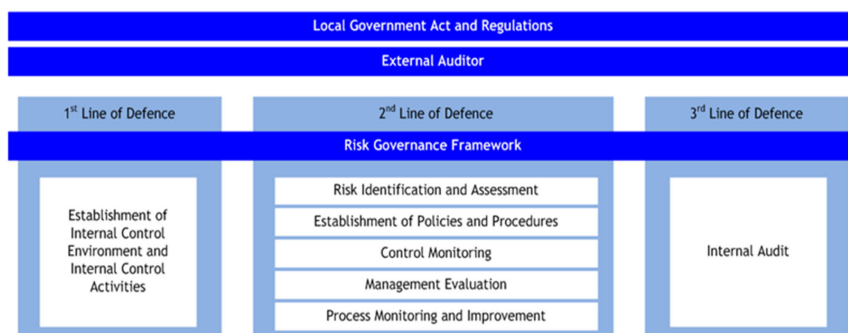 Local Government Act and Regulations
External Auditor
1st Line of Defence
2nd Line of Defence
3rd Line of Defence
Risk Governance Framework
Establishment of
Internal Control
Environment and
Internal Control
Activities
Risk Identification and Assessment
Establishment of Policies and Procedures
Control Monitoring
Management Evaluation
Process Monitoring and Improvement
Internal Audit